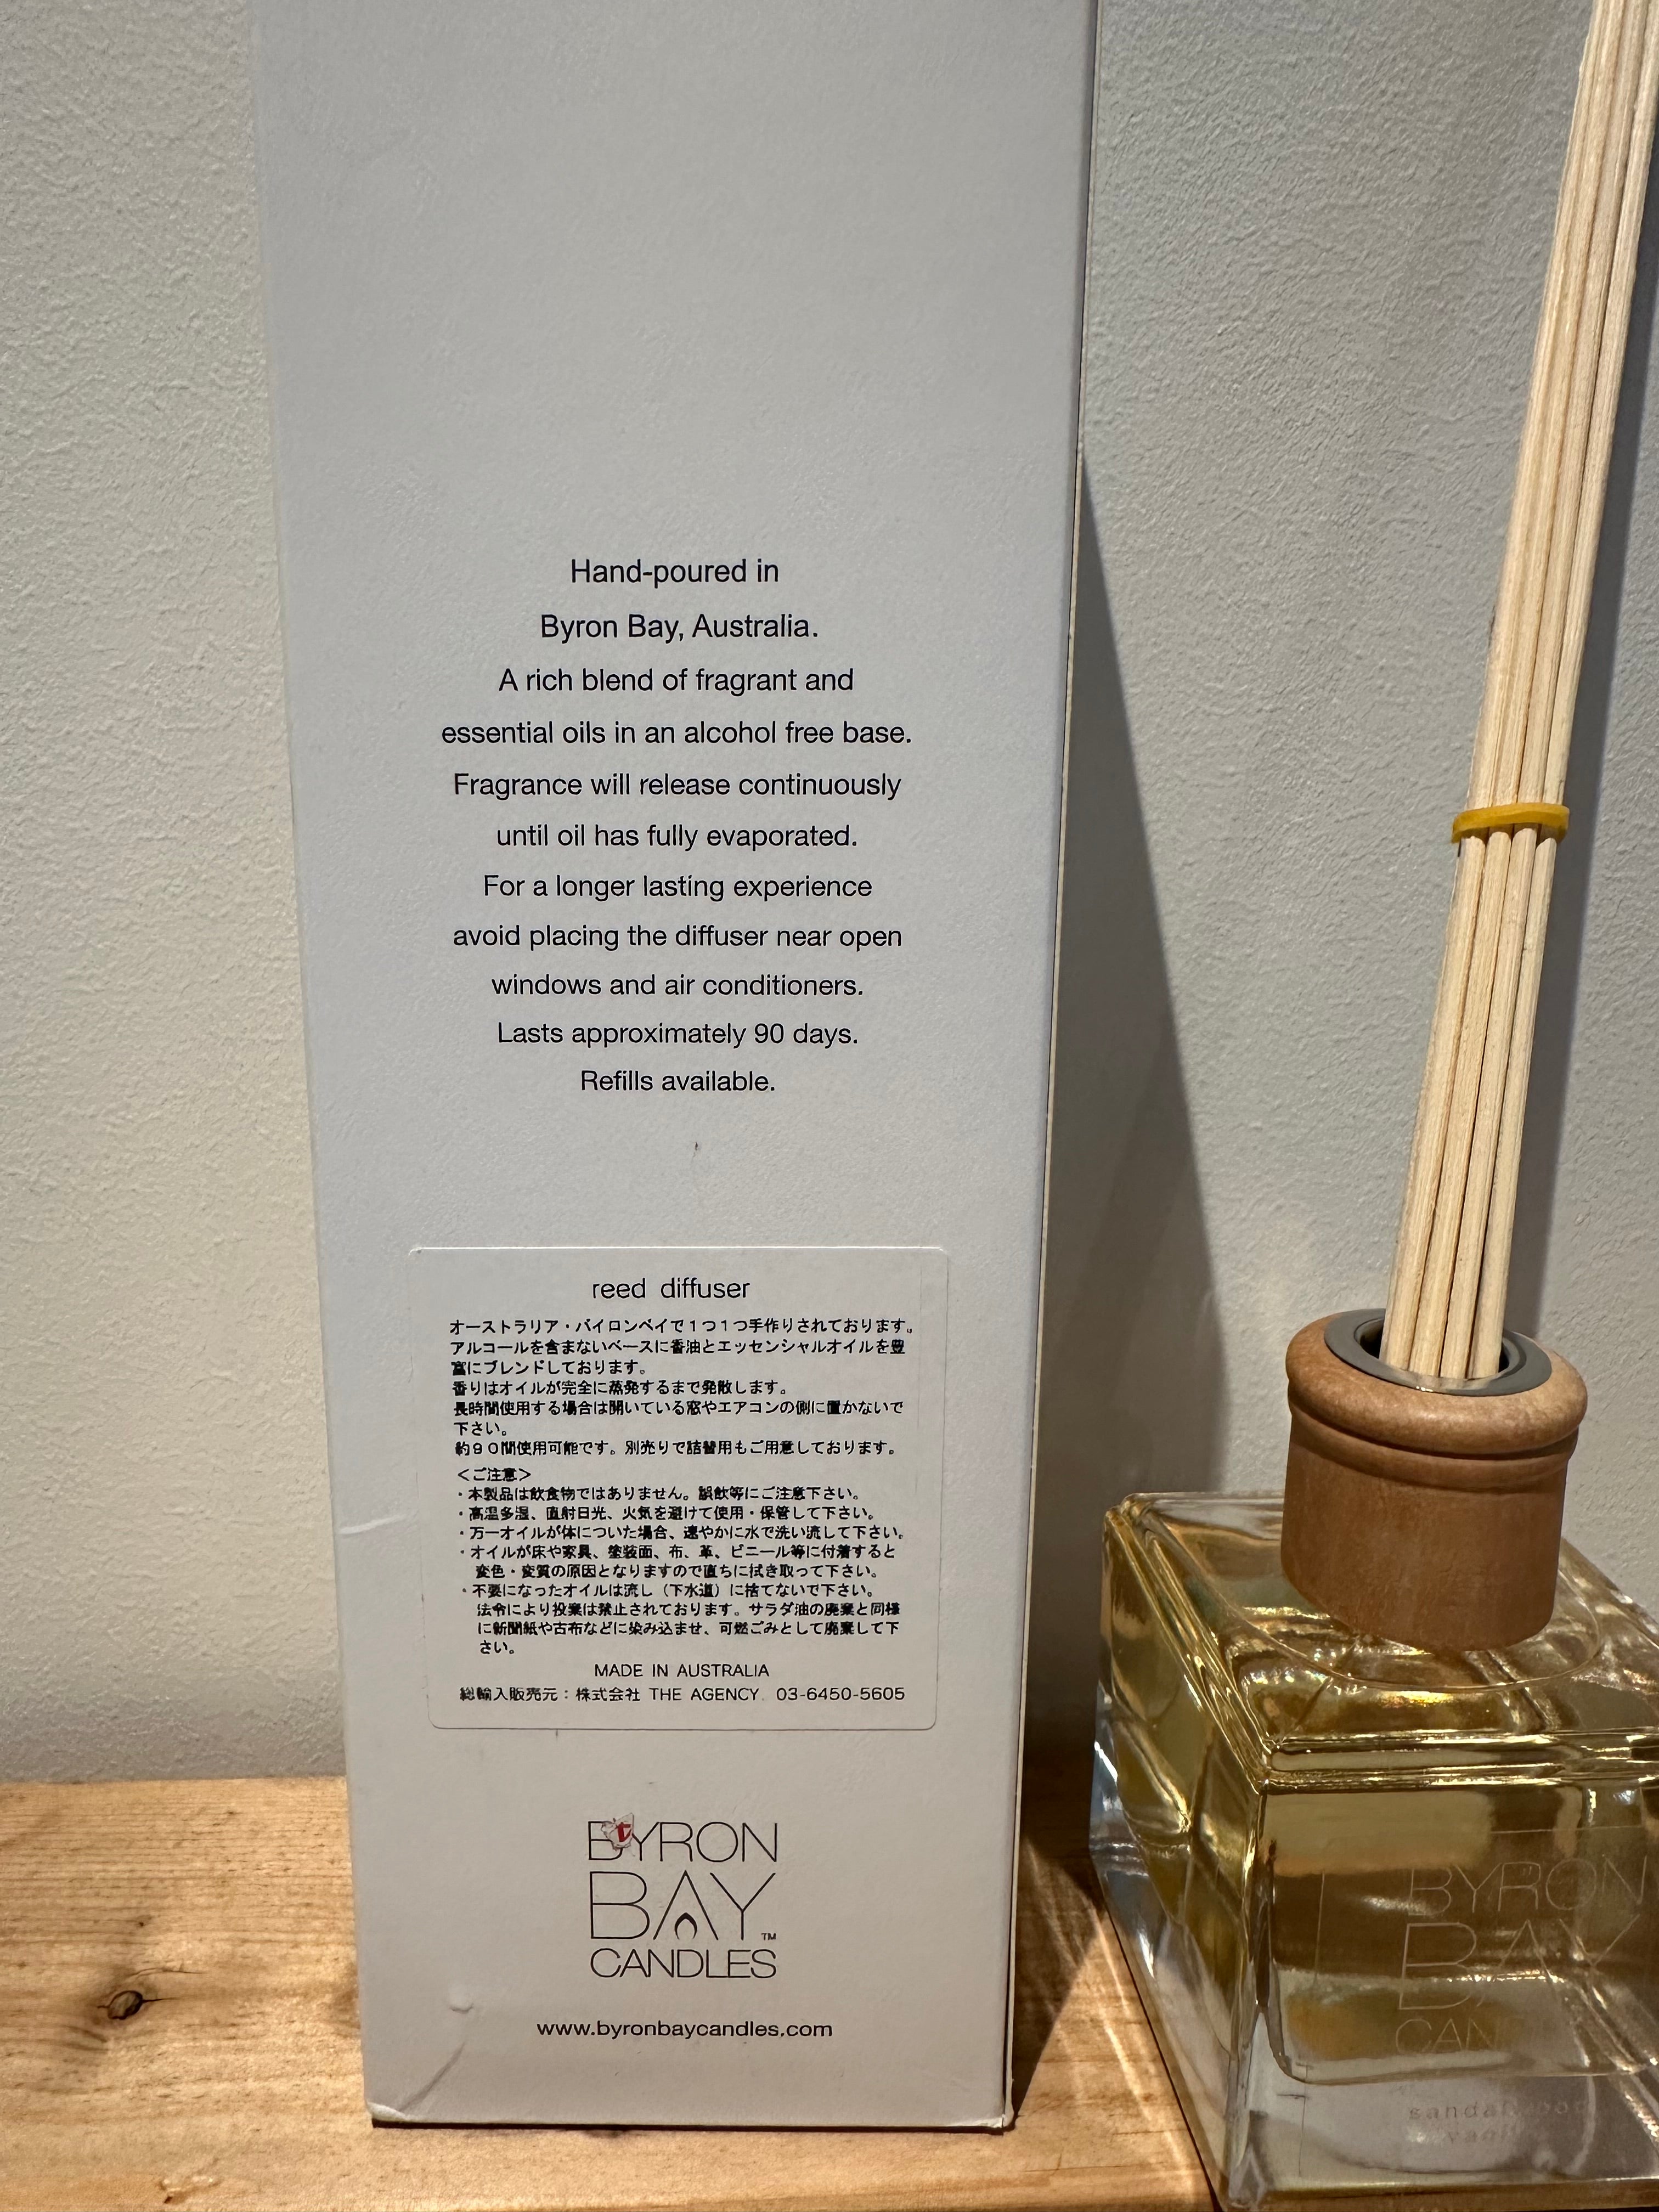 Hand-poured in
Byron Bay, Australia.
A rich blend of fragrant and
essential oils in an alcohol free base.
Fragrance will release continuously
until oil has fully evaporated.
For a longer lasting experience
avoid placing the diffuser near open
windows and air conditioners.
Lasts approximately 90 days.
Refills available.
reed diffuser
オーストラリア・バイロンベイで1つ1つ手作りされております。
アルコールを含まないベースに香油とエッセンシャルオイルを豊
富にブレンドしております。
香りはオイルが完全に蒸発するまで発散します。
長時間使用する場合は開いている窓やエアコンの側に置かないで
下さい。
約90間使用可能です。別売りで詰替用もご用意しております。
＜ご注意＞
・本製品は飲食物ではありません。誤飲等にご注意下さい。
・高温多湿、直射日光、火気を避けて使用・保管して下さい。
・万一オイルが体についた場合、速やかに水で洗い流して下さい。
・オイルが床や家具、塗装面、布、革、ビニール等に付着すると
変色・変質の原因となりますので直ちに拭き取って下さい。
・不要になったオイルは流し（下水道）に捨てないで下さい。
法令により投棄は禁止されております。サラダ油の廃棄と同様
に新聞紙や古布などに染み込ませ、可燃ごみとして廃棄して下
さい。
MADE IN AUSTRALIA
総輸入販売元：株式会社 THE AGENCY 03-6450-5605
BYRON
BAY™
CANDLES
www.byronbaycandles.com
BYRON
BAY